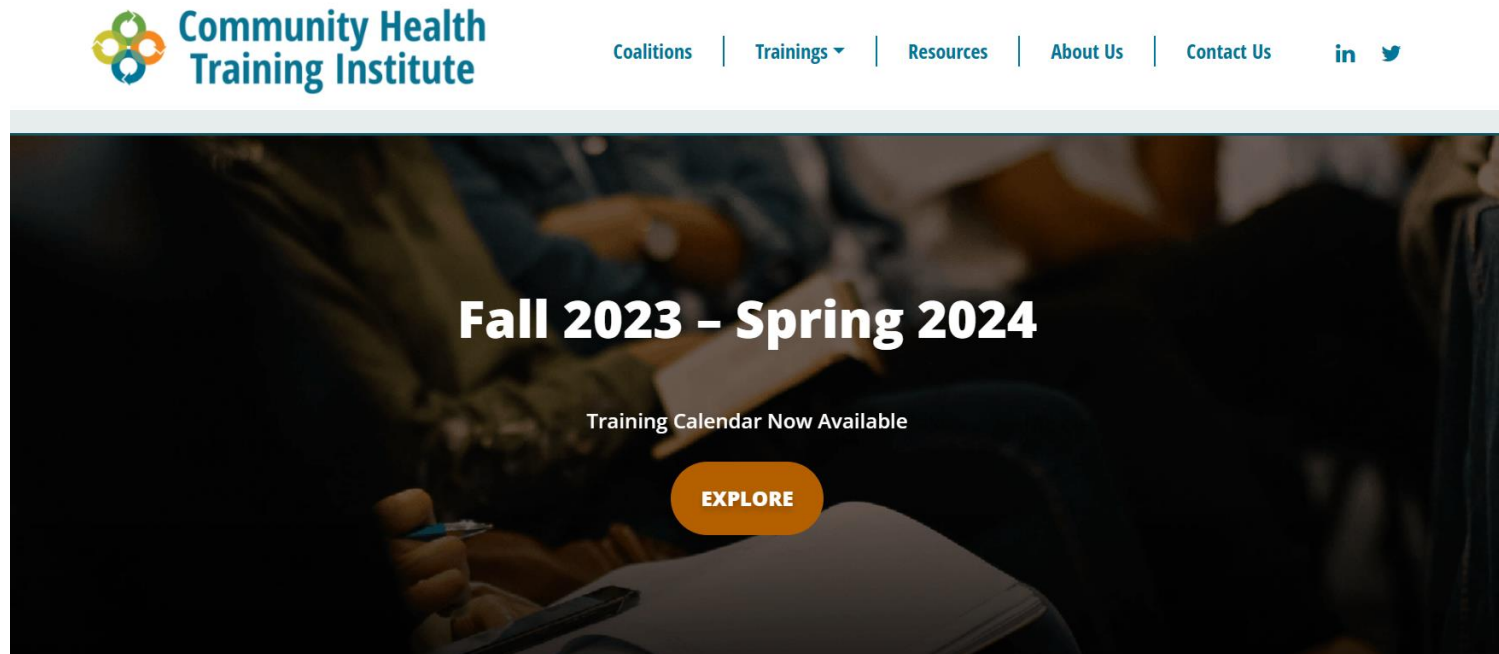 Community Health
Training Institute
Coalitions
Trainings
Resources
About Us
Contact Us
in
Fall 2023 – Spring 2024
Training Calendar Now Available
EXPLORE